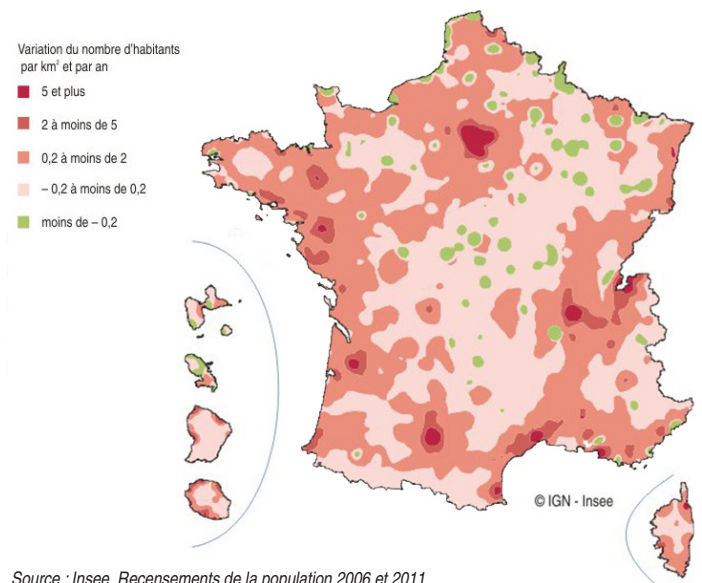 Variation du nombre d'habitants
par km² et par an
5 et plus
2 à moins de 5
0,2 à moins de 2
– 0,2 à moins de 0,2
moins de – 0,2
© IGN - Insee
Source : Insee, Recensements de la population 2006 et 2011